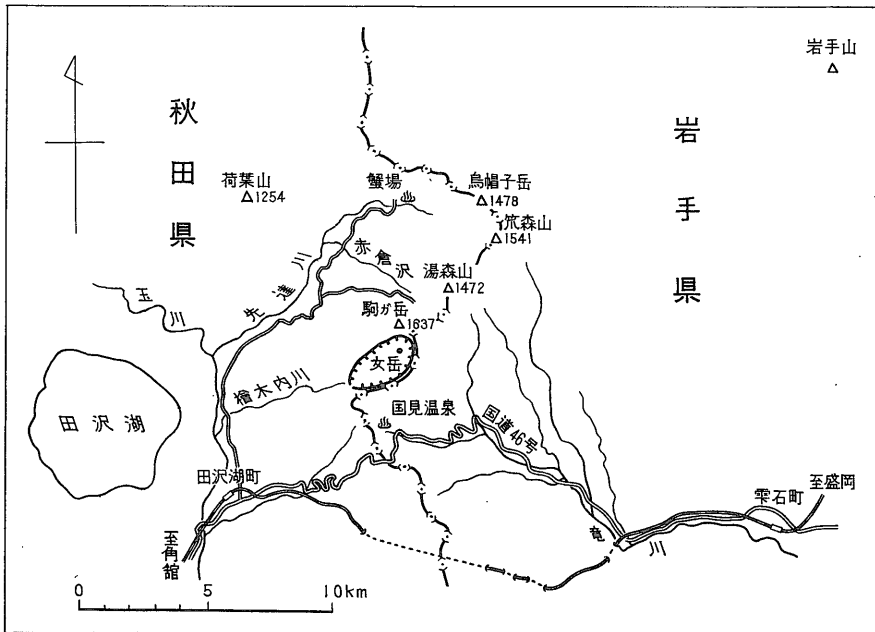 岩手山
秋田県
岩手県
荷葉山
1254
蟹場
烏帽子岳
1478
笊森山
1541
赤倉沢
湯森山
1472
先達川
玉川
駒ガ岳
1637
女岳
檜木内川
田沢湖
国見温泉
国道46号
田沢湖町
雫石町
至盛岡
竜川
至角館
0 5 10km